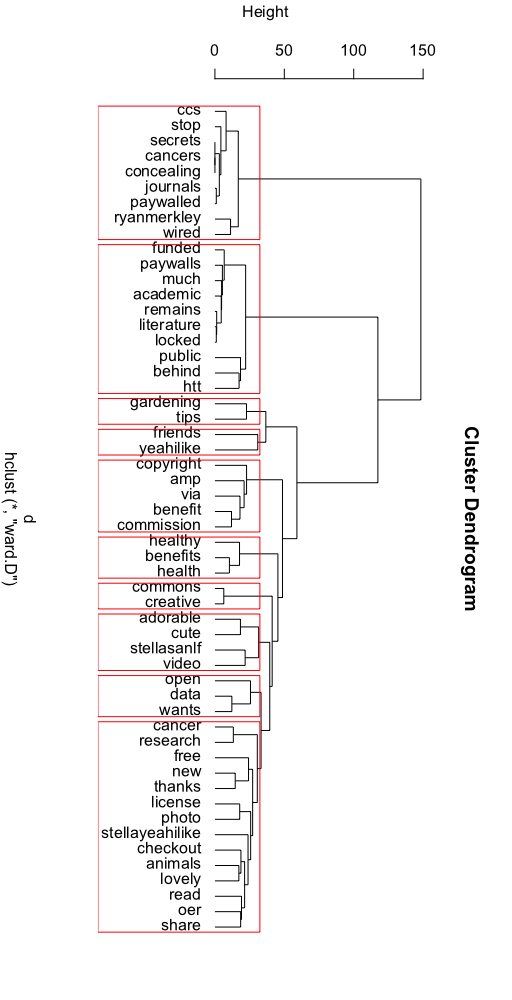 Height
0 50 100 150
ccs
stop
secrets
cancers
concealing
journals
paywalled
ryanmerkley
wired
funded
paywalls
much
academic
remains
literature
locked
public
behind
htt
gardening
tips
friends
yeahilike
copyright
amp
via
benefit
commission
healthy
benefits
health
commons
creative
adorable
cute
stellasanlf
video
open
data
wants
cancer
research
free
new
thanks
license
photo
stellayeahilike
checkout
animals
lovely
read
oer
share
Cluster Dendrogram
d
hclust (*, "ward.D")